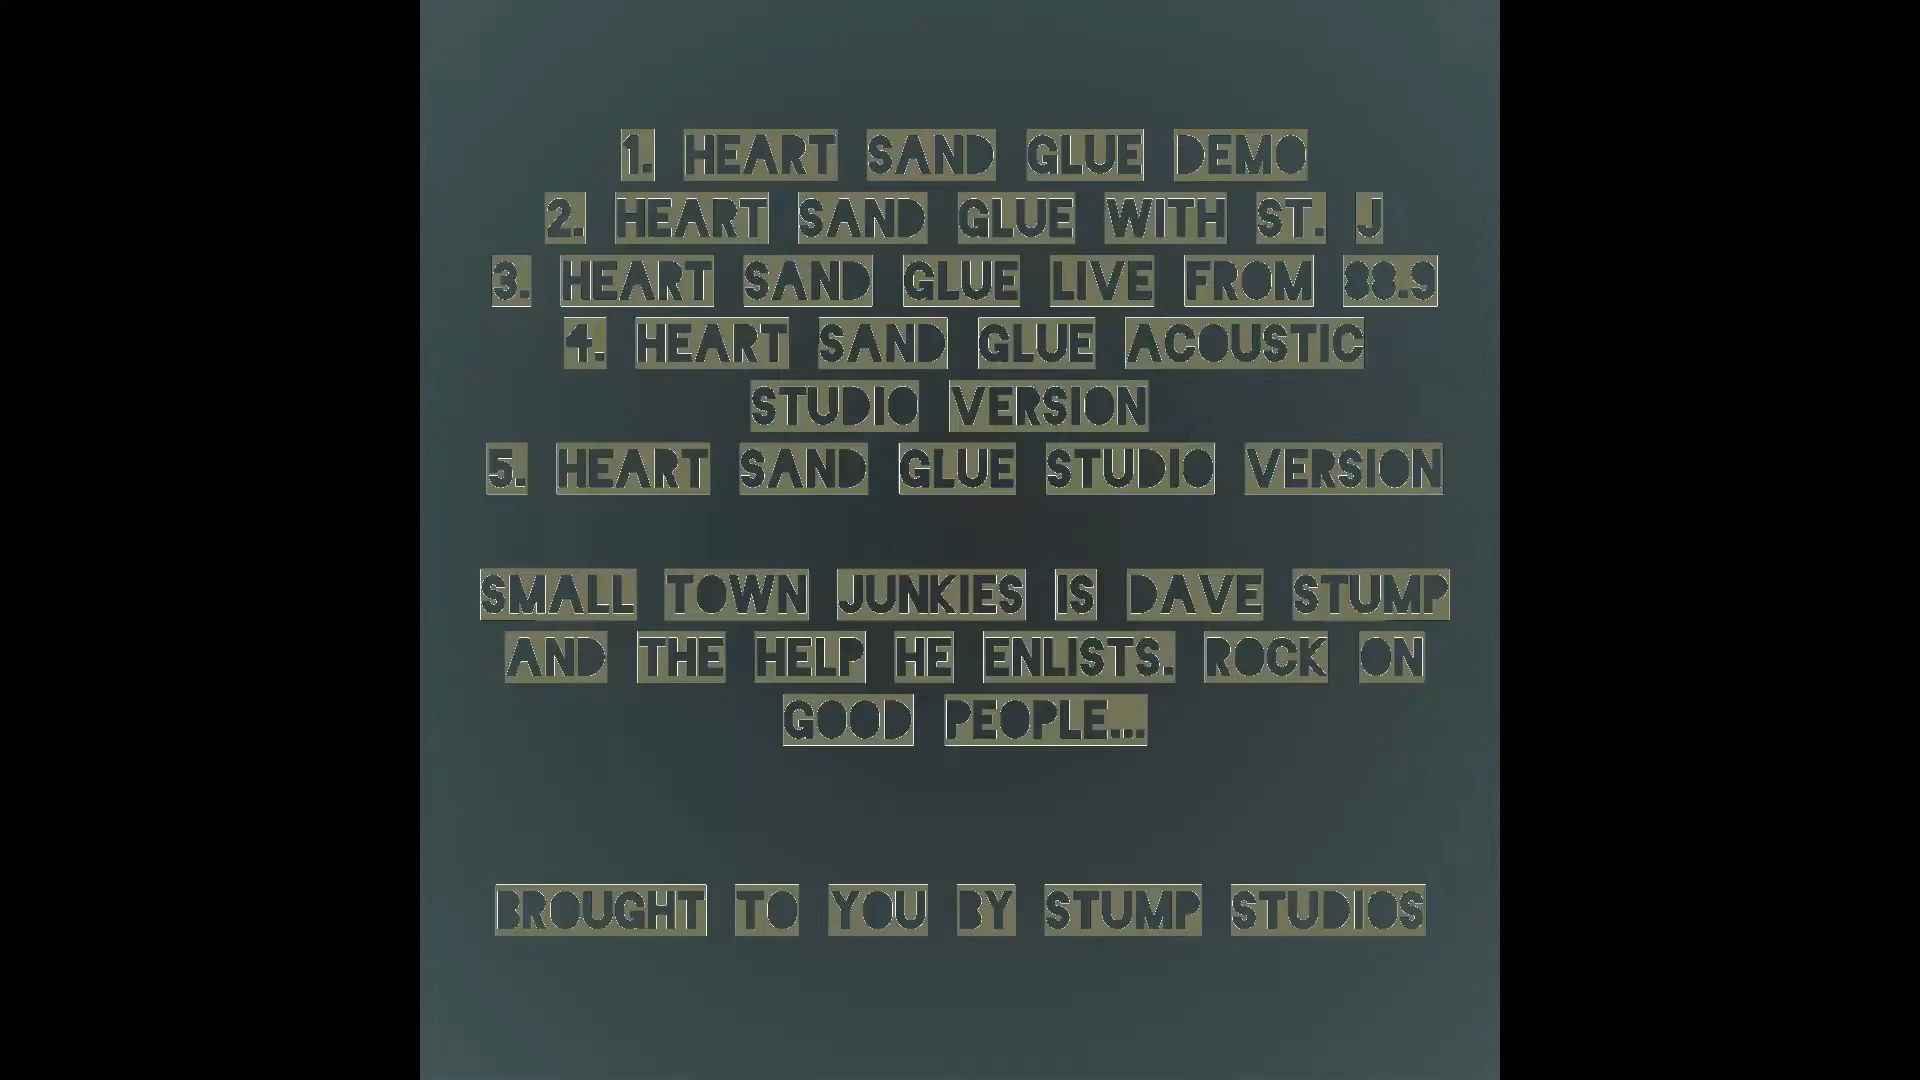 1. HEART SAND GLUE DEMO
2. HEART SAND GLUE WITH ST. J
3. HEART SAND GLUE LIVE FROM 88.9
4. HEART SAND GLUE ACOUSTIC
STUDIO VERSION
5. HEART SAND GLUE STUDIO VERSION
SMALL TOWN JUNKIES IS DAVE STUMP
AND THE HELP HE ENLISTS. ROCK ON
GOOD PEOPLE...
BROUGHT TO YOU BY STUMP STUDIOS